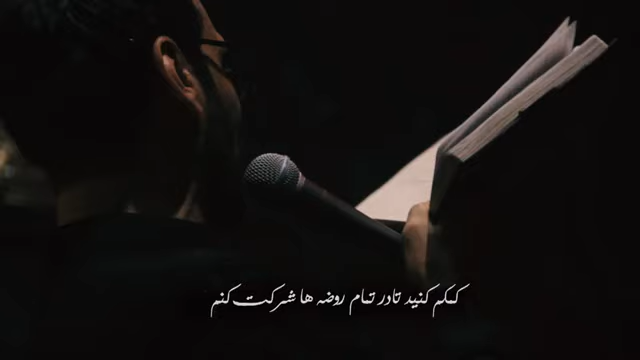 کمکم کنید تا در تمام روضه ها شرکت کنم